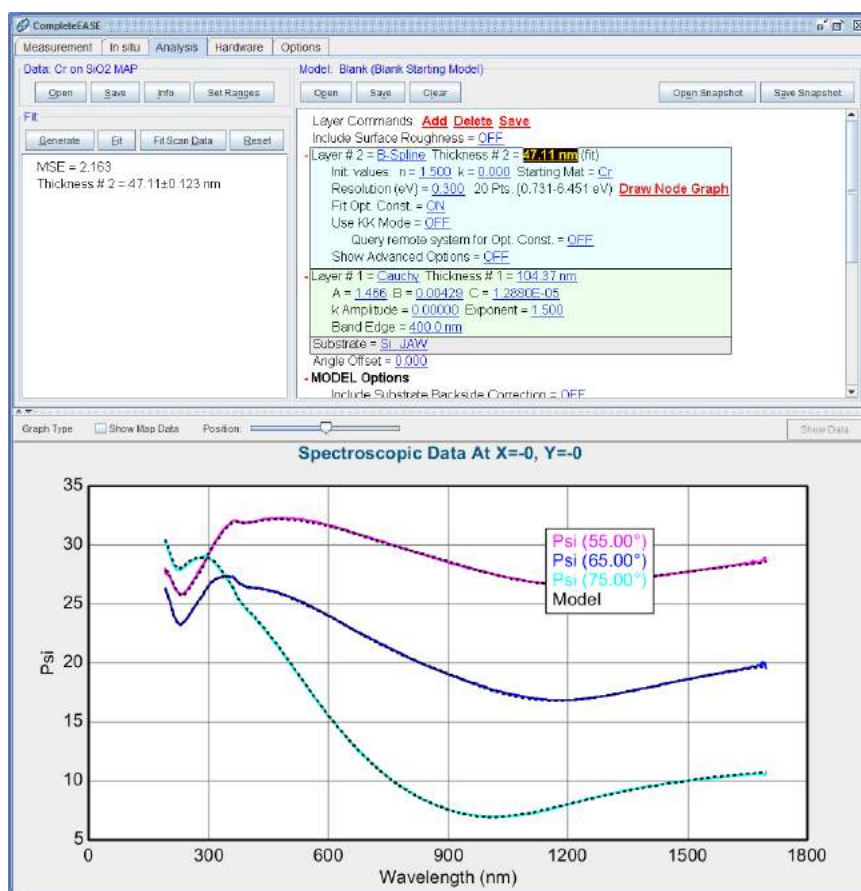 CompleteEASE
Measurement In situ Analysis Hardware Options
Data: Cr on SiO2 MAP
Open Save Info. Set Ranges
Fit:
Generate Fit Fit Scan Data Reset
MSE = 2.163
Thickness # 2 = 47.11±0.123 nm
Model: Blank (Blank Starting Model)
Open Save Clear Open Snapshot Save Snapshot
Layer Commands: Add Delete Save
Include Surface Roughness = OFF
- Layer # 2 = B-Spline Thickness # 2 = 47.11 nm (fit)
Init. values: n = 1.500 k = 0.000 Starting Mat = Cr
Resolution (eV) = 0.300 20 Pts. (0.731-6.451 eV) Draw Node Graph
Fit Opt. Const. = ON
Use KK Mode = OFF
Query remote system for Opt. Const. = OFF
Show Advanced Options = OFF
- Layer # 1 = Cauchy Thickness # 1 = 104.37 nm
A = 1.466 B = 0.00429 C = 1.2880E-05
k Amplitude = 0.00000 Exponent = 1.500
Band Edge = 400.0 nm
Substrate = Si_JAW
Angle Offset = 0.000
- MODEL Options
Include Substrate Backside Correction = OFF
Graph Type Show Map Data Position: Show Data
Spectroscopic Data At X=-0, Y=-0
35
30
25
20
15
10
5
Psi
Psi (55.00°)
Psi (65.00°)
Psi (75.00°)
Model
0 300 600 900 1200 1500 1800
Wavelength (nm)